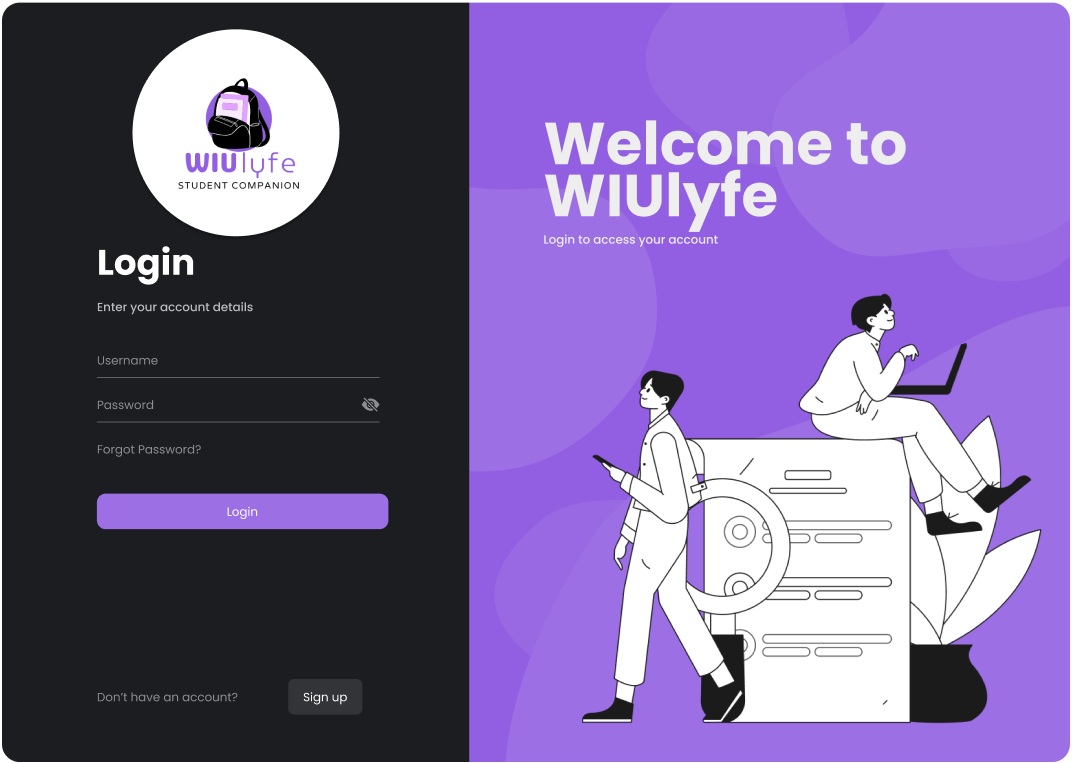 WIUlyfe
STUDENT COMPANION
Login
Enter your account details
Username
Password
Forgot Password?
Login
Don't have an account?
Sign up
Welcome to
WIUlyfe
Login to access your account